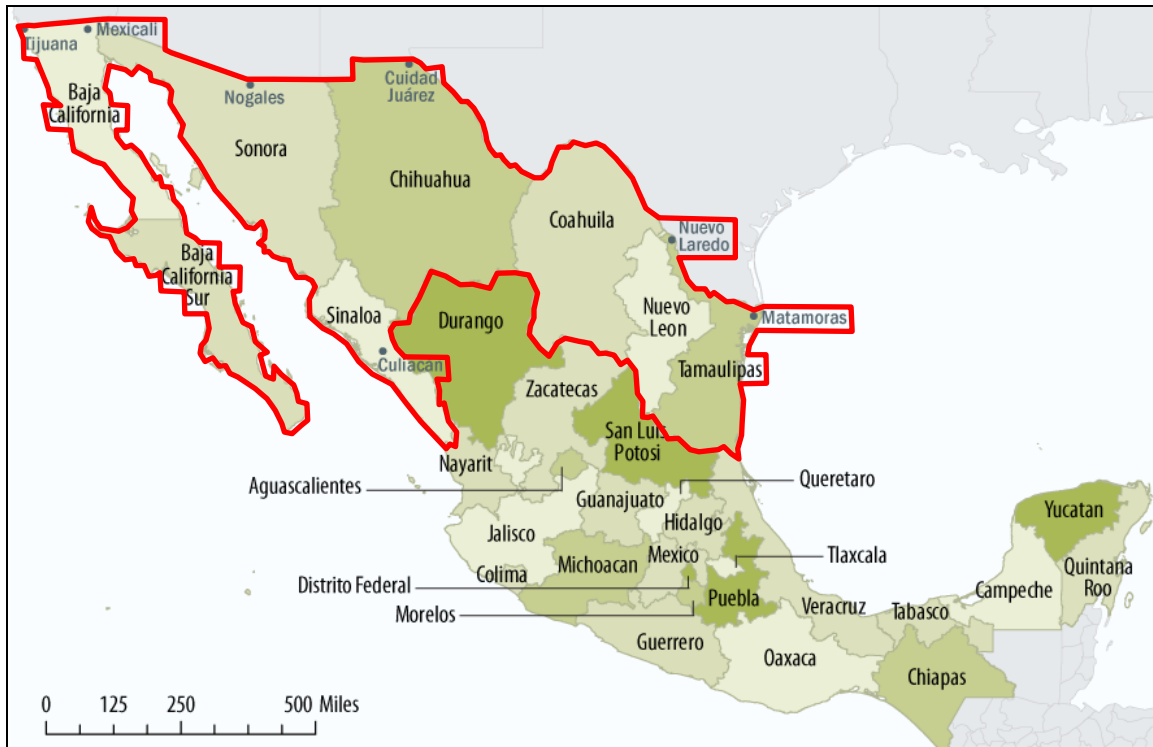 Tijuana
Mexicali
Baja
California
Nogales
Sonora
Cuidad
Juárez
Chihuahua
Coahuila
Nuevo
Laredo
Baja
California
Sur
Sinaloa
Culiacan
Durango
Nuevo
Leon
Matamoras
Tamaulipas
Zacatecas
San Luis
Potosi
Nayarit
Aguascalientes
Guanajuato
Queretaro
Hidalgo
Jalisco
Michoacan
Mexico
Tlaxcala
Colima
Distrito Federal
Morelos
Puebla
Veracruz
Guerrero
Oaxaca
Tabasco
Chiapas
Campeche
Yucatan
Quintana
Roo
0 125 250 500 Miles